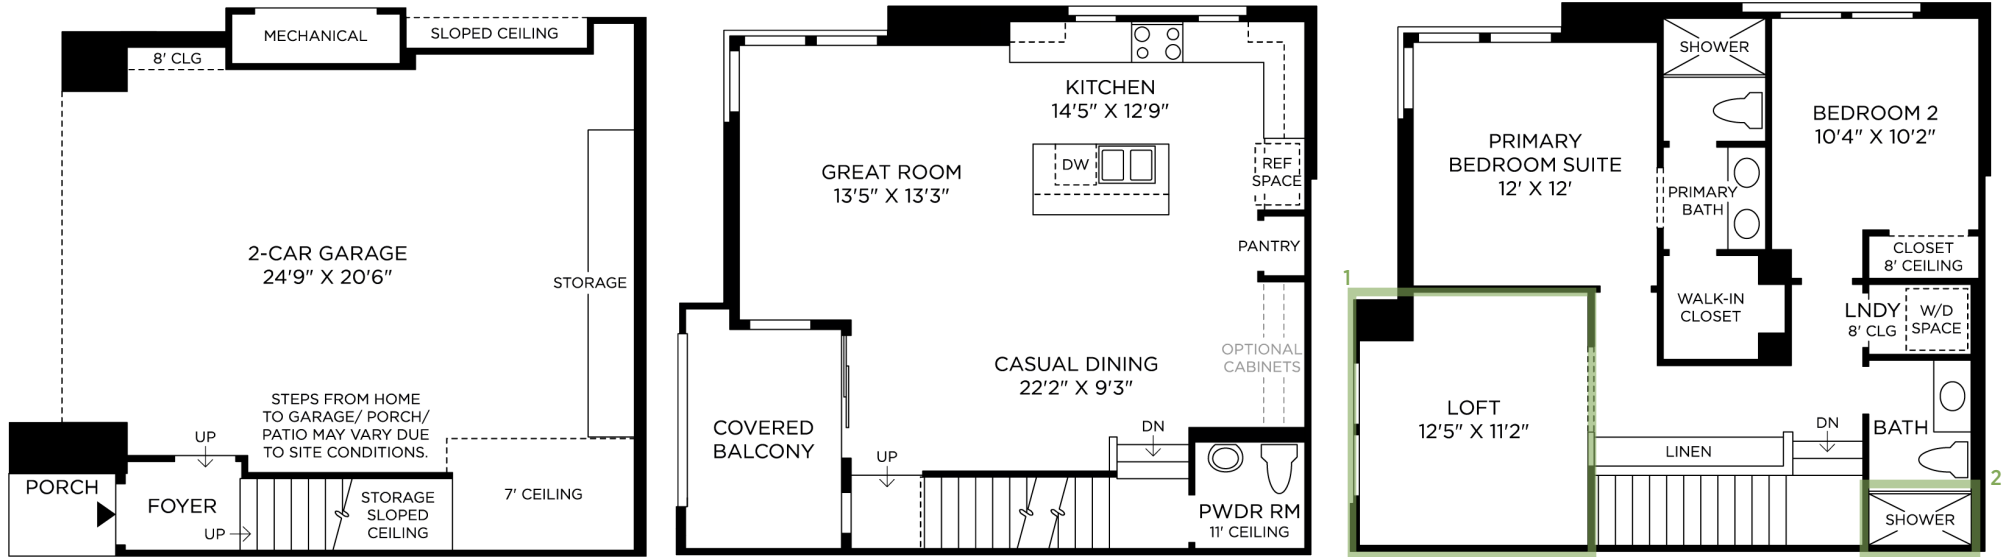 MECHANICAL
SLOPED CEILING
8' CLG
2-CAR GARAGE
24'9" X 20'6"
STORAGE
STEPS FROM HOME
TO GARAGE/ PORCH/
PATIO MAY VARY DUE
TO SITE CONDITIONS.
UP
PORCH
FOYER
UP
STORAGE
SLOPED
CEILING
7' CEILING
KITCHEN
14'5" X 12'9"
DW
REF
SPACE
GREAT ROOM
13'5" X 13'3"
PANTRY
OPTIONAL
CABINETS
CASUAL DINING
22'2" X 9'3"
COVERED
BALCONY
UP
DN
PWDR RM
11' CEILING
SHOWER
BEDROOM 2
10'4" X 10'2"
PRIMARY
BEDROOM SUITE
12' X 12'
PRIMARY
BATH
CLOSET
8' CEILING
WALK-IN
CLOSET
LNDY
8' CLG
W/D
SPACE
1
LOFT
12'5" X 11'2"
LINEN
DN
BATH
2
SHOWER